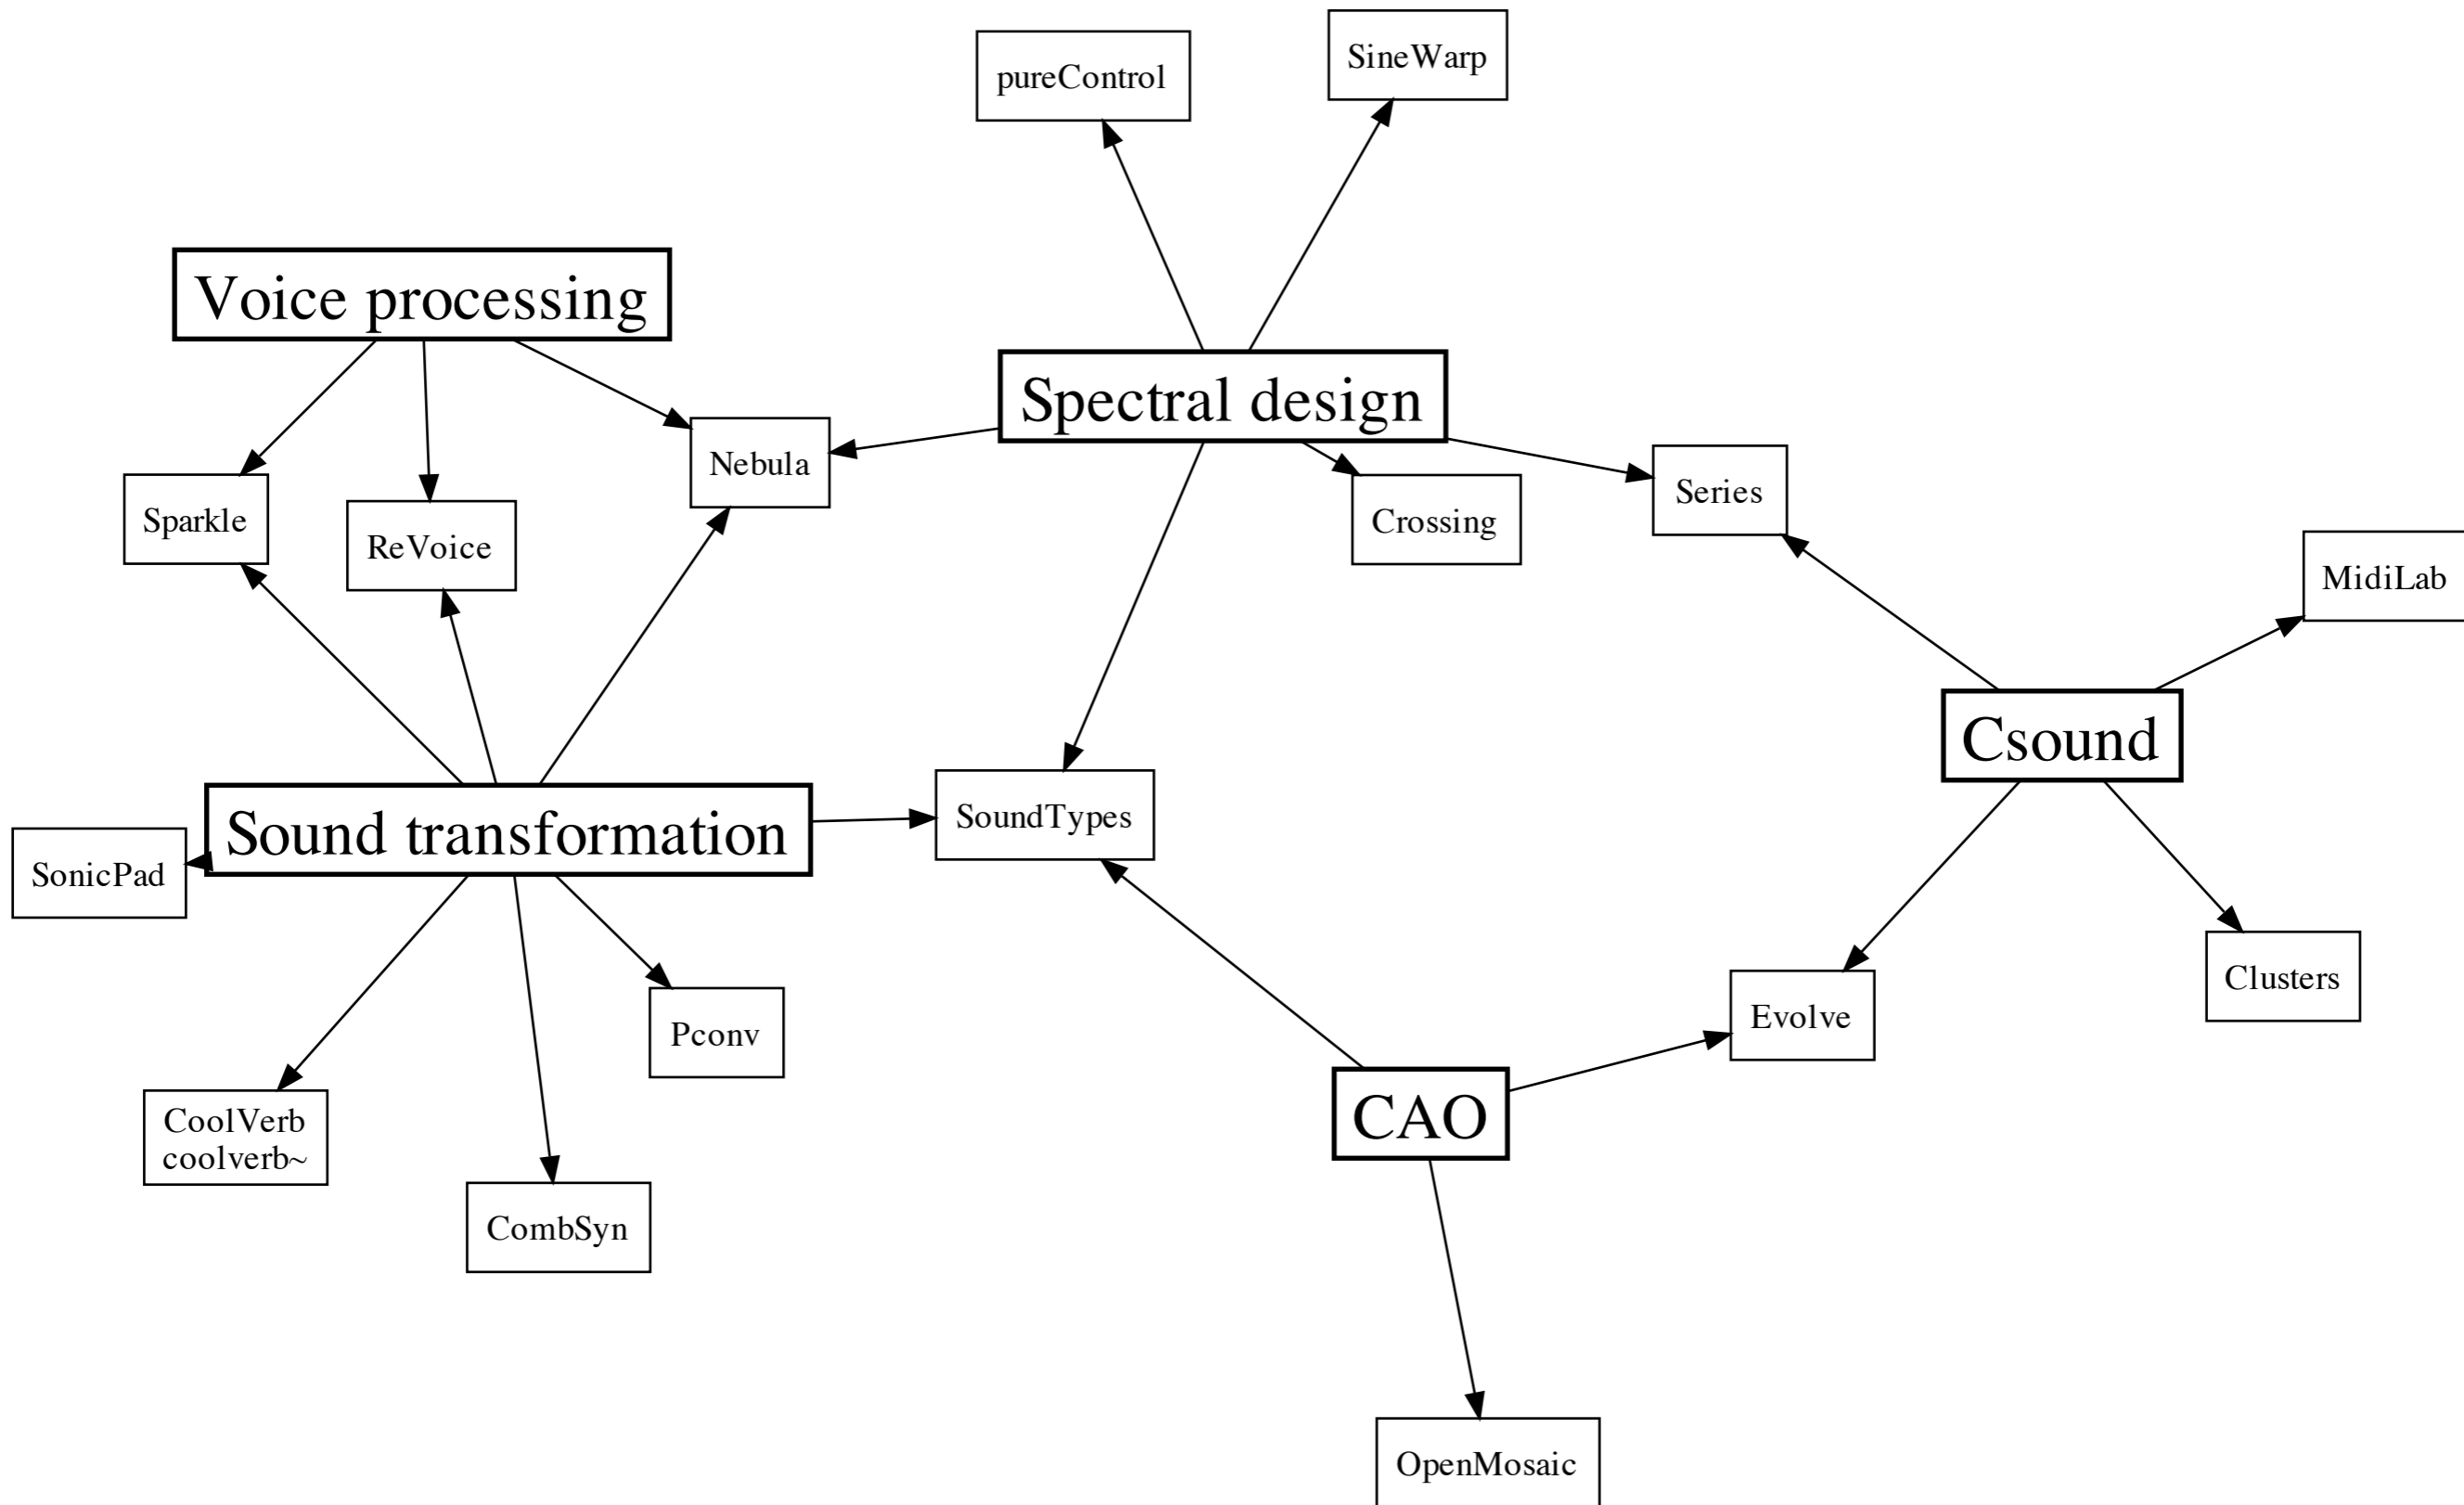 SineWarp
pureControl
Voice processing
Spectral design
Nebula
Series
Sparkle
Crossing
ReVoice
MidiLab
Csound
SoundTypes
Sound transformation
SonicPad
Clusters
Evolve
Pconv
CAO
CoolVerb
coolverb~
CombSyn
OpenMosaic